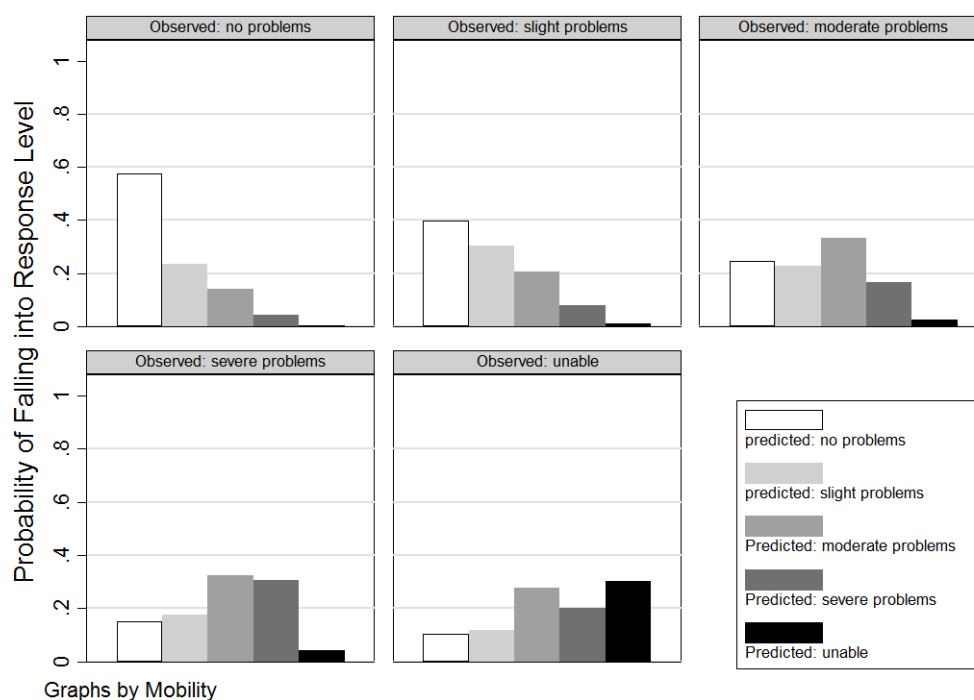 Observed: no problems
Observed: slight problems
Observed: moderate problems
Probability of Falling into Response Level
1
.8
.6
.4
.2
0
Observed: severe problems
Observed: unable
1
.8
.6
.4
.2
0
predicted: no problems
predicted: slight problems
Predicted: moderate problems
Predicted: severe problems
Predicted: unable
Graphs by Mobility